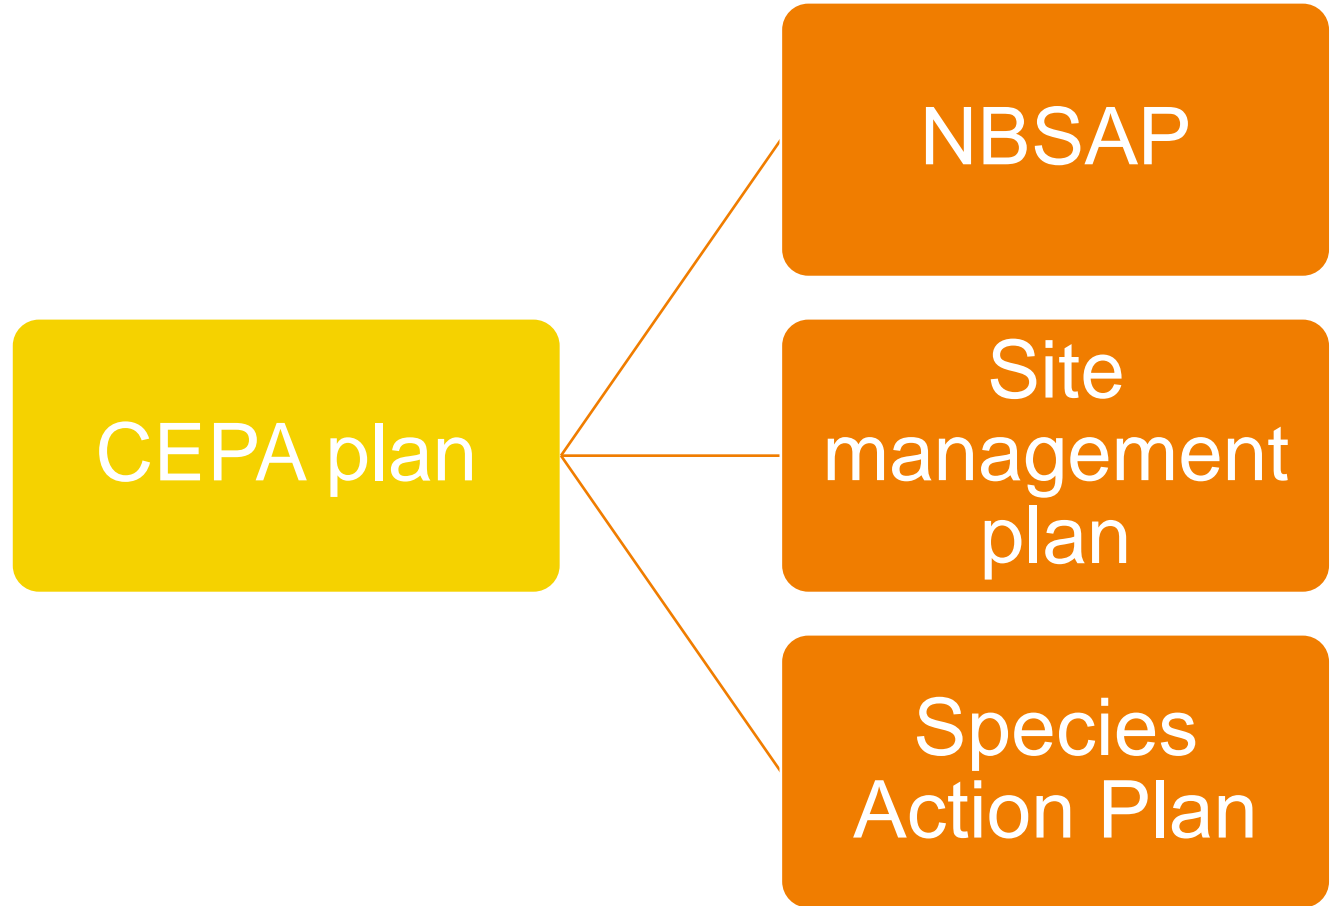 NBSAP
CEPA plan
Site
management
plan
Species
Action Plan